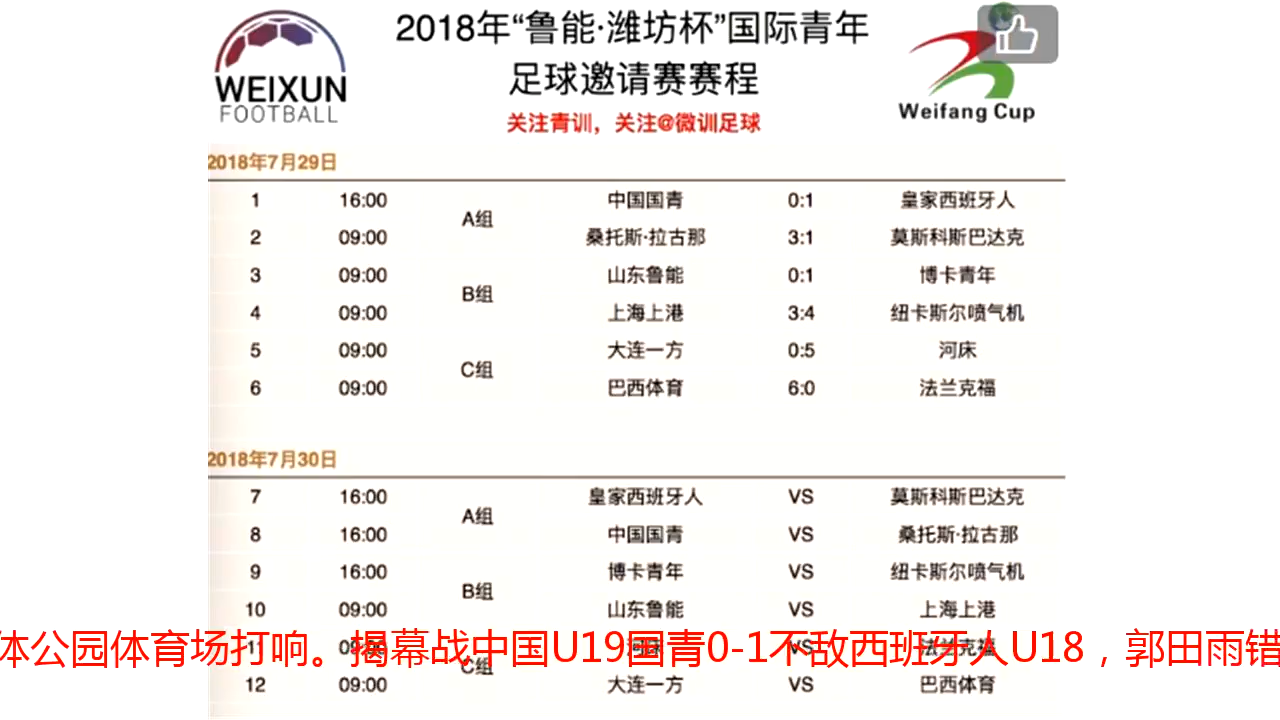 WEIXUN
FOOTBALL
2018年“鲁能·潍坊杯”国际青年
足球邀请赛赛程
关注青训，关注@微训足球
Weifang Cup
2018年7月29日
1 16:00 A组 中国国青 0:1 皇家西班牙人
2 09:00 桑托斯·拉古那 3:1 莫斯科斯巴达克
3 09:00 B组 山东鲁能 0:1 博卡青年
4 09:00 上海上港 3:4 纽卡斯尔喷气机
5 09:00 C组 大连一方 0:5 河床
6 09:00 巴西体育 6:0 法兰克福
2018年7月30日
7 16:00 A组 皇家西班牙人 VS 莫斯科斯巴达克
8 16:00 中国国青 VS 桑托斯·拉古那
9 16:00 B组 博卡青年 VS 纽卡斯尔喷气机
10 09:00 山东鲁能 VS 上海上港
体公园体育场打响。揭幕战中国U19国青0-1不敌西班牙人U18，郭田雨错
11 09:00 C组 河床 VS 法兰克福
12 09:00 大连一方 VS 巴西体育